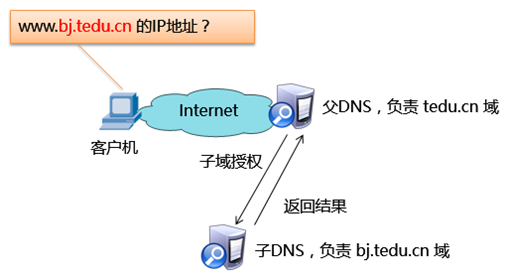 www.bj.tedu.cn 的IP地址？
Internet
父DNS，负责 tedu.cn 域
客户机
子域授权
返回结果
子DNS，负责 bj.tedu.cn 域